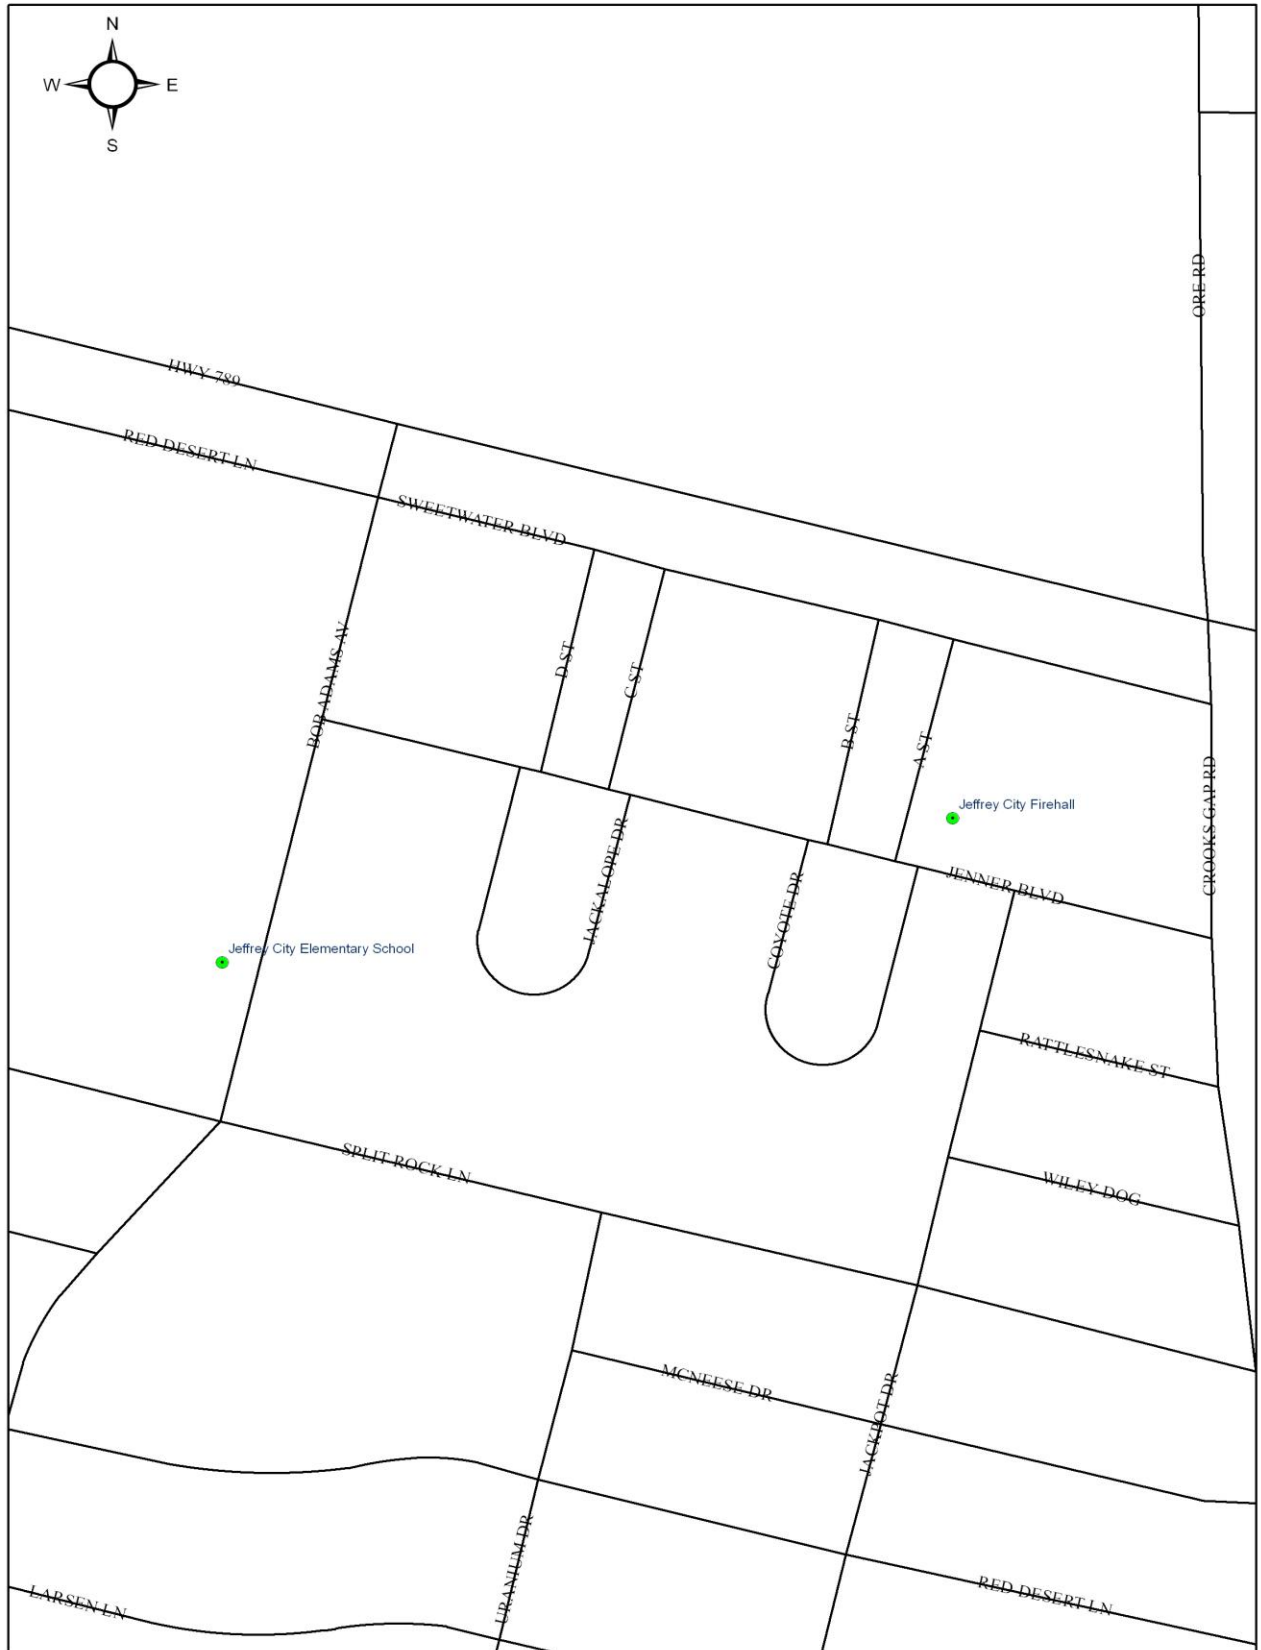 N
W E
S
ORE RD
HWY 789
RED DESERT LN
SWEETWATER BLVD
BOB ADAMS AV
D ST
C ST
B ST
A ST
CROOKS GAP RD
Jeffrey City Firehall
JACKALOPE DR
COYOTE DR
JENNER BLVD
Jeffrey City Elementary School
RATTLESNAKE ST
SPLIT ROCK LN
WILEY DOG
MCNEESE DR
JACKPOT DR
URANIUM DR
RED DESERT LN
LARSEN LN